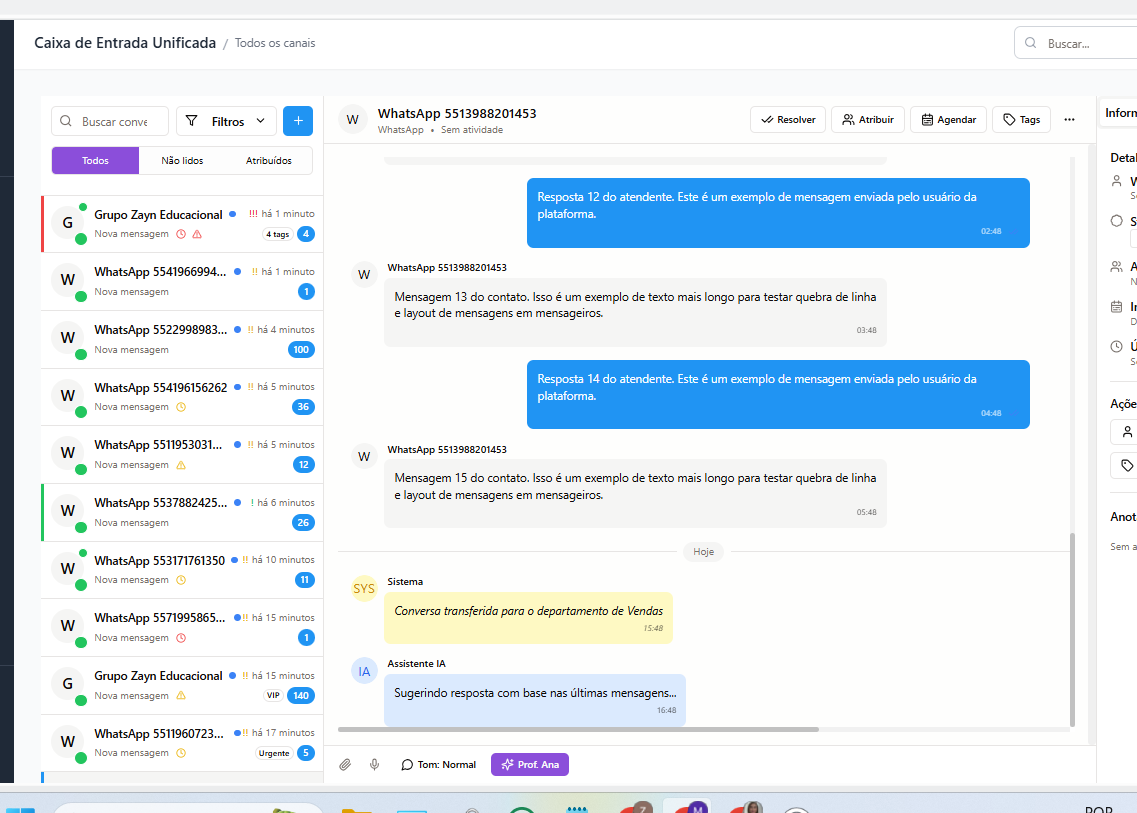 Caixa de Entrada Unificada / Todos os canais
Buscar...
Buscar conve
Filtros
+
Todos
Não lidos
Atribuídos
G
Grupo Zayn Educacional
!!! há 1 minuto
Nova mensagem
4 tags
4
W
WhatsApp 5541966994...
!! há 1 minuto
Nova mensagem
1
W
WhatsApp 5522998983...
!! há 4 minutos
Nova mensagem
100
W
WhatsApp 554196156262
!! há 5 minutos
Nova mensagem
36
W
WhatsApp 5511953031...
!! há 5 minutos
Nova mensagem
12
W
WhatsApp 5537882425...
! há 6 minutos
Nova mensagem
26
W
WhatsApp 553171761350
!! há 10 minutos
Nova mensagem
11
W
WhatsApp 5571995865...
!! há 15 minutos
Nova mensagem
1
G
Grupo Zayn Educacional
!! há 15 minutos
Nova mensagem
VIP
140
W
WhatsApp 5511960723...
!! há 17 minutos
Nova mensagem
Urgente
5
W
WhatsApp 5513988201453
WhatsApp • Sem atividade
Resolver
Atribuir
Agendar
Tags
...
Resposta 12 do atendente. Este é um exemplo de mensagem enviada pelo usuário da
plataforma.
02:48
W
WhatsApp 5513988201453
Mensagem 13 do contato. Isso é um exemplo de texto mais longo para testar quebra de linha
e layout de mensagens em mensageiros.
03:48
Resposta 14 do atendente. Este é um exemplo de mensagem enviada pelo usuário da
plataforma.
04:48
W
WhatsApp 5513988201453
Mensagem 15 do contato. Isso é um exemplo de texto mais longo para testar quebra de linha
e layout de mensagens em mensageiros.
05:48
Hoje
SYS
Sistema
Conversa transferida para o departamento de Vendas
15:48
IA
Assistente IA
Sugerindo resposta com base nas últimas mensagens...
16:48
Tom: Normal
Prof. Ana
Inform
Detal
Açõe
Anot
Sem a
Z
M
POR